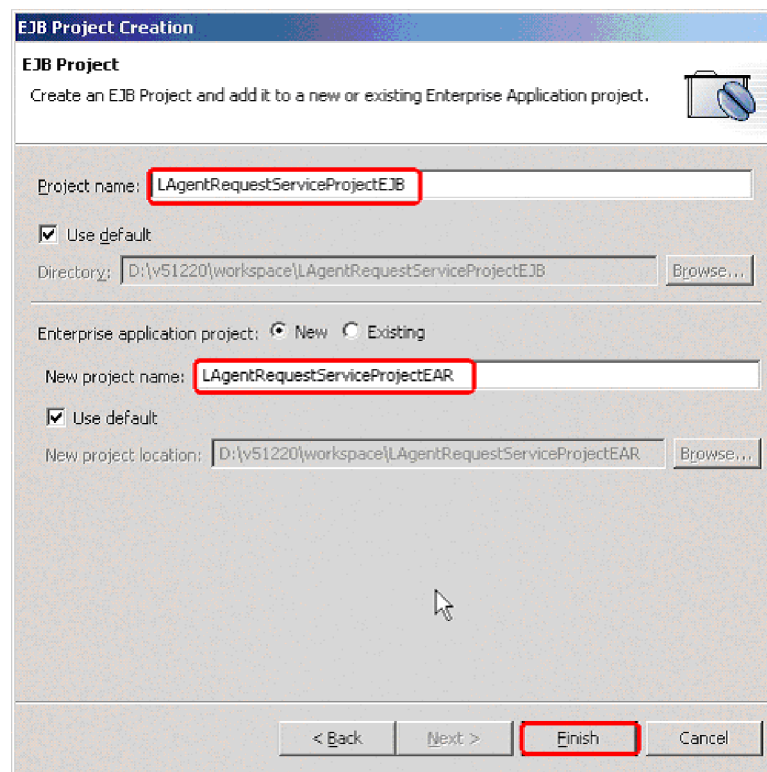 EJB Project Creation
EJB Project
Create an EJB Project and add it to a new or existing Enterprise Application project.
Project name: LAgentRequestServiceProjectEJB
Use default
Directory: D:\v51220\workspace\LAgentRequestServiceProjectEJB Browse...
Enterprise application project: New Existing
New project name: LAgentRequestServiceProjectEAR
Use default
New project location: D:\v51220\workspace\LAgentRequestServiceProjectEAR Browse...
< Back Next > Finish Cancel